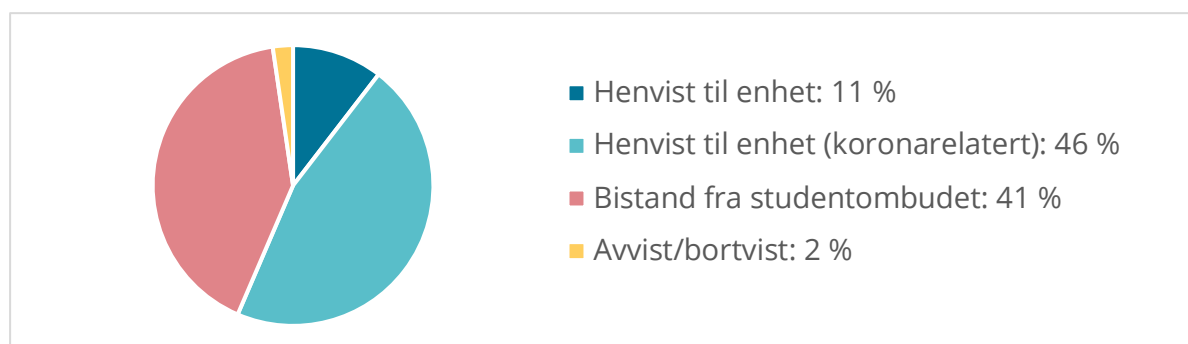 Henvist til enhet: 11 %
Henvist til enhet (koronarelatert): 46 %
Bistand fra studentombudet: 41 %
Avvist/bortvist: 2 %